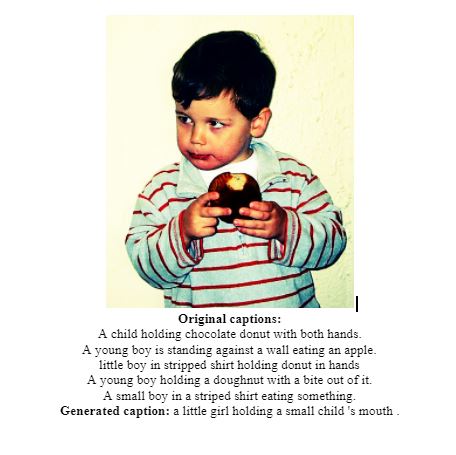 Original captions:
A child holding chocolate donut with both hands.
A young boy is standing against a wall eating an apple.
little boy in stripped shirt holding donut in hands
A young boy holding a doughnut with a bite out of it.
A small boy in a striped shirt eating something.
Generated caption: a little girl holding a small child 's mouth .